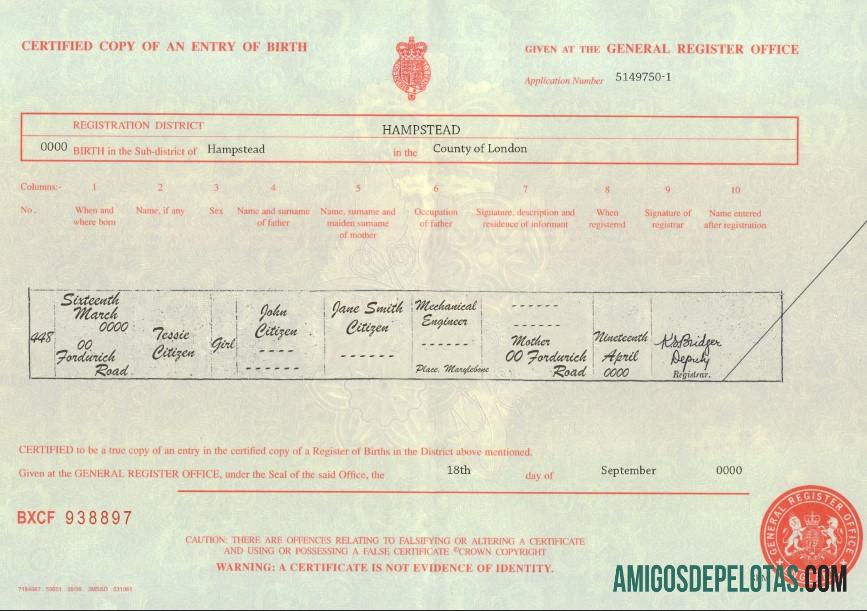 CERTIFIED COPY OF AN ENTRY OF BIRTH
GIVEN AT THE GENERAL REGISTER OFFICE
Application Number 5149750-1
REGISTRATION DISTRICT HAMPSTEAD
0000 BIRTH in the Sub-district of Hampstead in the County of London
Columns:- 1 2 3 4 5 6 7 8 9 10
No. When and where born Name, if any Sex Name and surname of father Name, surname and maiden surname of mother Occupation of father Signature, description and residence of informant When registered Signature of registrar Name entered after registration
448
Sixteenth
March
0000
00
Fordurich
Road
Tessie
Citizen
Girl
John
Citizen
- - - -
- - - - - -
Jane Smith
Citizen
- - - - - - -
Mechanical
Engineer
- - - - - -
Place. Marylebone
- - - - - -
- - - - - -
Mother
00 Fordurich
Road
Nineteenth
April
0000
KSBridger
Deputy
Registrar.
CERTIFIED to be a true copy of an entry in the certified copy of a Register of Births in the District above mentioned.
Given at the GENERAL REGISTER OFFICE, under the Seal of the said Office, the 18th day of September 0000
BXCF 938897
CAUTION: THERE ARE OFFENCES RELATING TO FALSIFYING OR ALTERING A CERTIFICATE
AND USING OR POSSESSING A FALSE CERTIFICATE ©CROWN COPYRIGHT
WARNING: A CERTIFICATE IS NOT EVIDENCE OF IDENTITY.
GENERAL REGISTER OFFICE
AMIGOSDEPELOTAS.COM